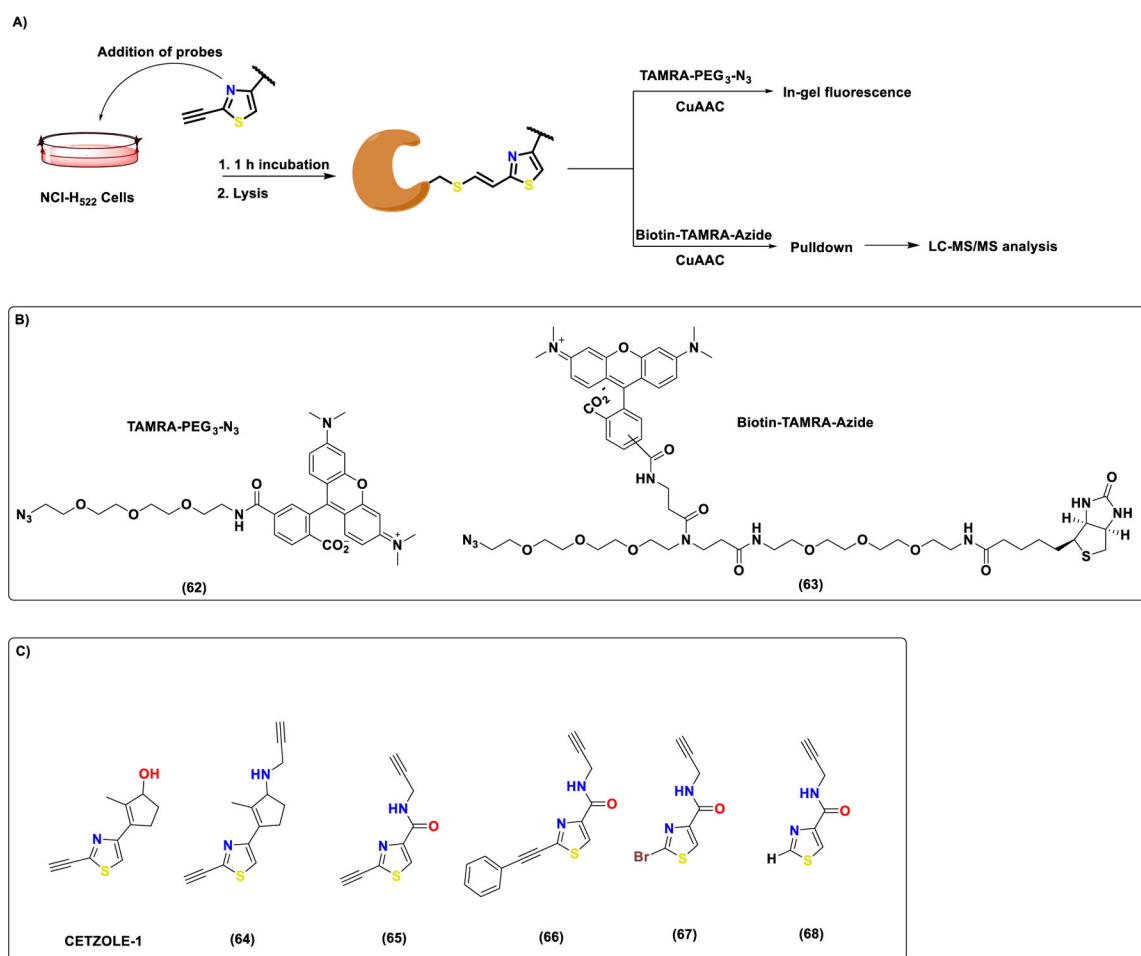 A)
Addition of probes
N
S
NCI-H₅₂₂ Cells
1. 1 h incubation
2. Lysis
S
N
S
TAMRA-PEG₃-N₃
CuAAC
In-gel fluorescence
Biotin-TAMRA-Azide
CuAAC
Pulldown
LC-MS/MS analysis
B)
TAMRA-PEG₃-N₃
N₃
O
O
O
N
H
O
N
O
N
+
CO₂
-
(62)
Biotin-TAMRA-Azide
N
+
O
N
CO₂
-
O
HN
O
N₃
O
O
O
N
O
H
N
O
O
O
H
N
O
S
H
H
HN
NH
O
(63)
C)
OH
N
S
CETZOLE-1
HN
N
S
(64)
HN
O
N
S
(65)
HN
O
N
S
(66)
HN
O
N
Br
S
(67)
HN
O
N
H
S
(68)